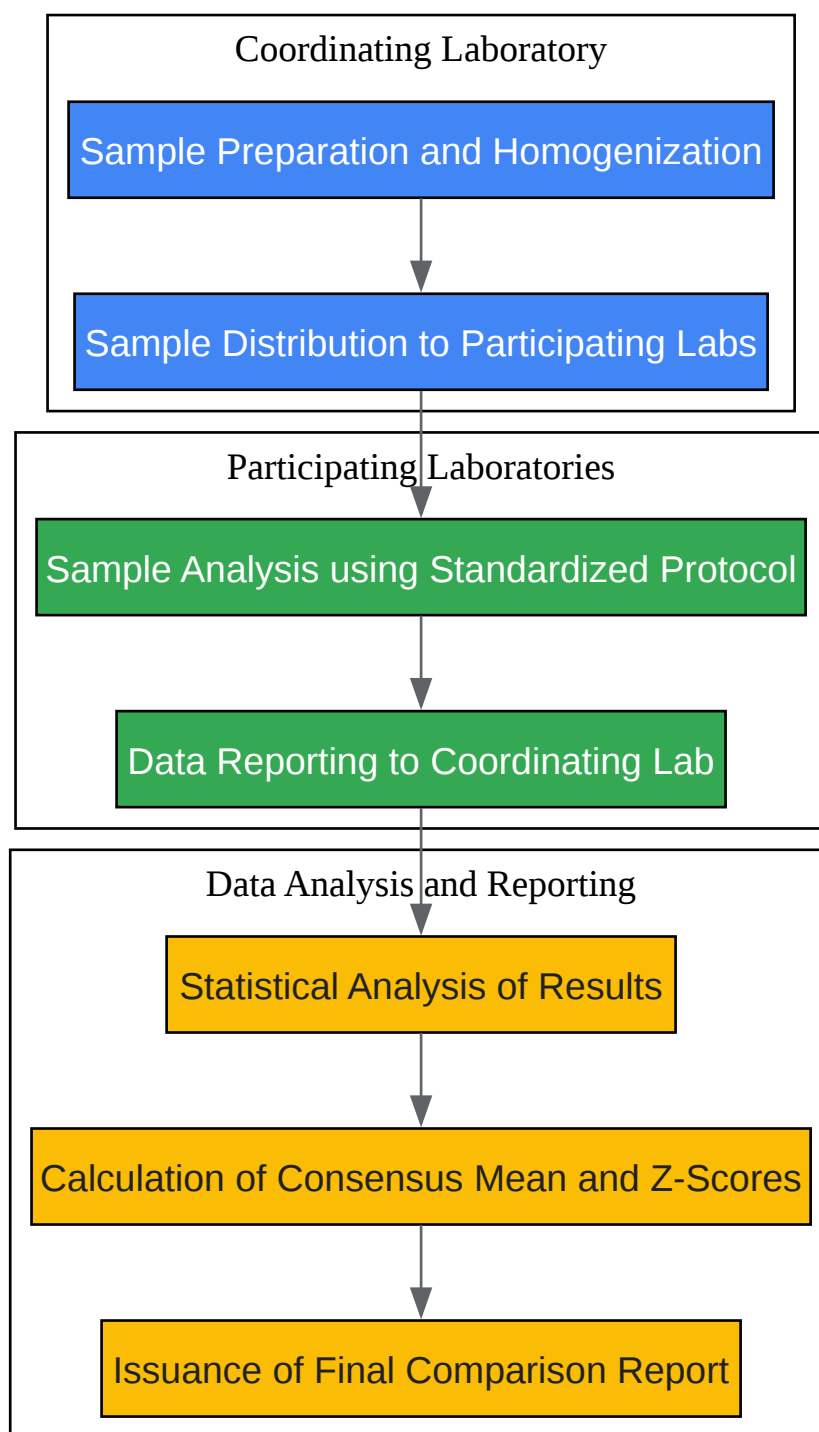 Coordinating Laboratory
Sample Preparation and Homogenization
Sample Distribution to Participating Labs
Participating Laboratories
Sample Analysis using Standardized Protocol
Data Reporting to Coordinating Lab
Data Analysis and Reporting
Statistical Analysis of Results
Calculation of Consensus Mean and Z-Scores
Issuance of Final Comparison Report